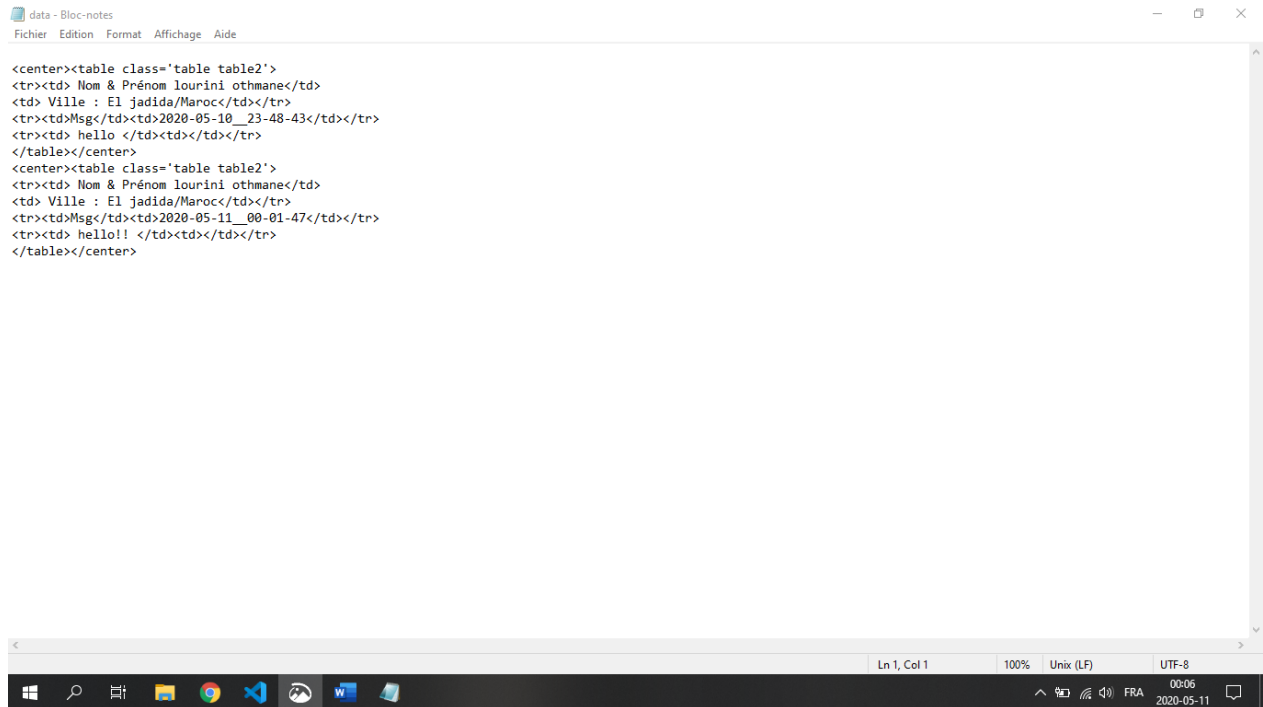 data - Bloc-notes
Fichier Edition Format Affichage Aide
<center><table class='table table2'>
<tr><td> Nom & Prénom lourini othmane</td>
<td> Ville : El jadida/Maroc</td></tr>
<tr><td>Msg</td><td>2020-05-10__23-48-43</td></tr>
<tr><td> hello </td><td></td></tr>
</table></center>
<center><table class='table table2'>
<tr><td> Nom & Prénom lourini othmane</td>
<td> Ville : El jadida/Maroc</td></tr>
<tr><td>Msg</td><td>2020-05-11__00-01-47</td></tr>
<tr><td> hello!! </td><td></td></tr>
</table></center>
Ln 1, Col 1 100% Unix (LF) UTF-8
FRA 00:06
2020-05-11